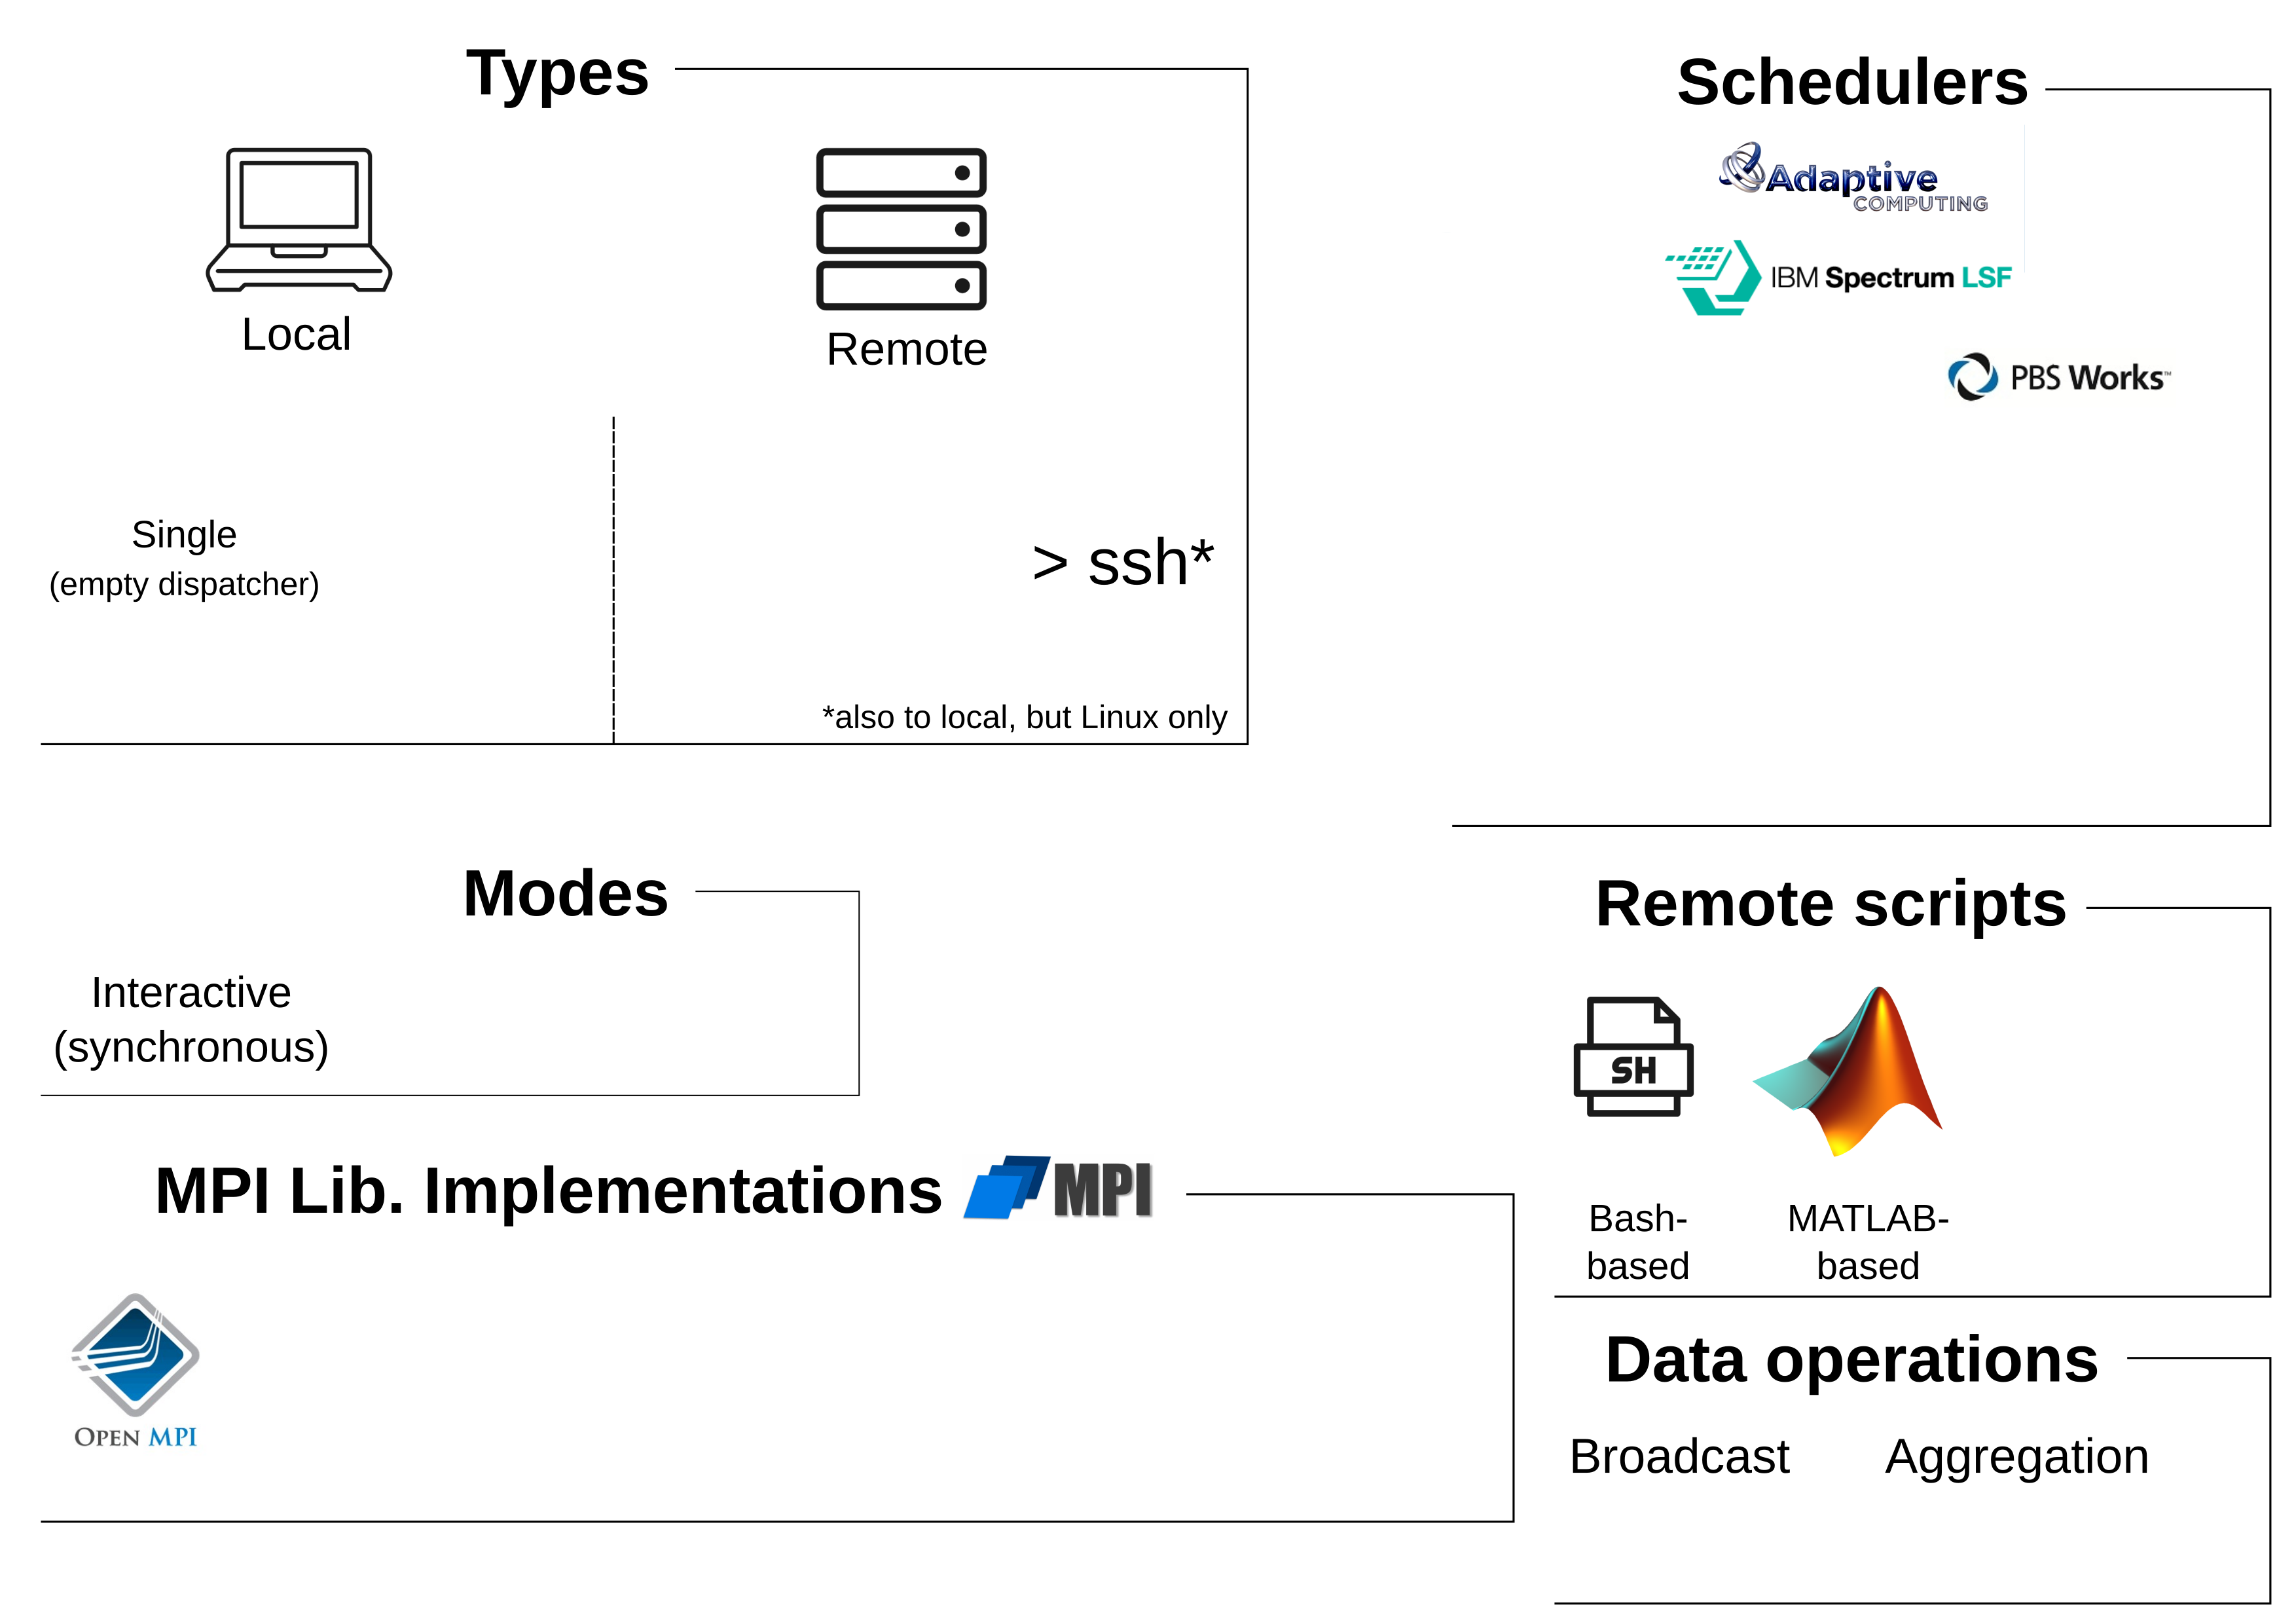 Types
Local
Remote
Single
(empty dispatcher)
> ssh*
*also to local, but Linux only
Schedulers
Adaptive
COMPUTING
IBM Spectrum LSF
PBS Works™
Modes
Interactive
(synchronous)
Remote scripts
SH
Bash-
based
MATLAB-
based
MPI Lib. Implementations MPI
OPEN MPI
Data operations
Broadcast Aggregation